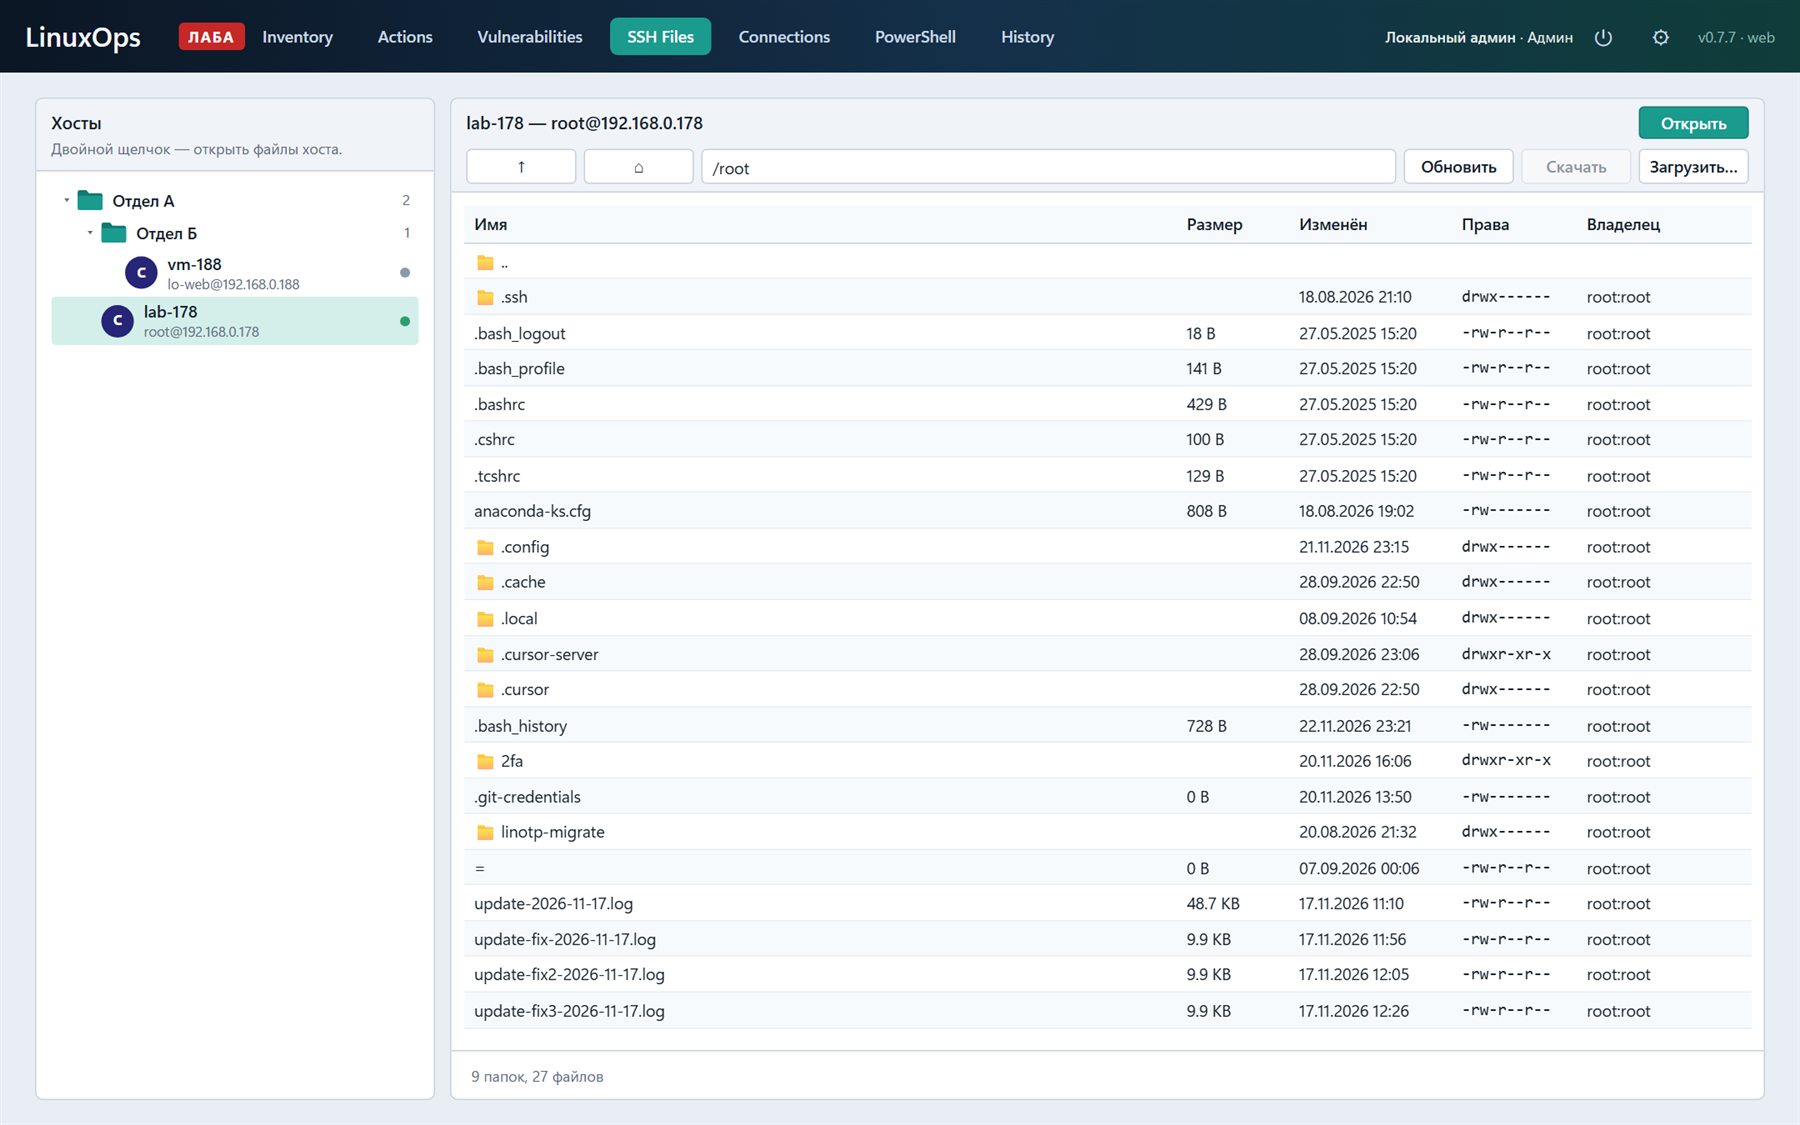 LinuxOps ЛАБА Inventory Actions Vulnerabilities SSH Files Connections PowerShell History Локальный админ · Админ v0.7.7 · web
Хосты
Двойной щелчок — открыть файлы хоста.
Отдел А 2
Отдел Б 1
C vm-188
lo-web@192.168.0.188
C lab-178
root@192.168.0.178
lab-178 — root@192.168.0.178 Открыть
↑ ⌂ /root Обновить Скачать Загрузить...
Имя Размер Изменён Права Владелец
..
.ssh 18.08.2026 21:10 drwx------ root:root
.bash_logout 18 B 27.05.2025 15:20 -rw-r--r-- root:root
.bash_profile 141 B 27.05.2025 15:20 -rw-r--r-- root:root
.bashrc 429 B 27.05.2025 15:20 -rw-r--r-- root:root
.cshrc 100 B 27.05.2025 15:20 -rw-r--r-- root:root
.tcshrc 129 B 27.05.2025 15:20 -rw-r--r-- root:root
anaconda-ks.cfg 808 B 18.08.2026 19:02 -rw------- root:root
.config 21.11.2026 23:15 drwx------ root:root
.cache 28.09.2026 22:50 drwx------ root:root
.local 08.09.2026 10:54 drwx------ root:root
.cursor-server 28.09.2026 23:06 drwxr-xr-x root:root
.cursor 28.09.2026 22:50 drwx------ root:root
.bash_history 728 B 22.11.2026 23:21 -rw------- root:root
2fa 20.11.2026 16:06 drwxr-xr-x root:root
.git-credentials 0 B 20.11.2026 13:50 -rw------- root:root
linotp-migrate 20.08.2026 21:32 drwx------ root:root
= 0 B 07.09.2026 00:06 -rw-r--r-- root:root
update-2026-11-17.log 48.7 KB 17.11.2026 11:10 -rw-r--r-- root:root
update-fix-2026-11-17.log 9.9 KB 17.11.2026 11:56 -rw-r--r-- root:root
update-fix2-2026-11-17.log 9.9 KB 17.11.2026 12:05 -rw-r--r-- root:root
update-fix3-2026-11-17.log 9.9 KB 17.11.2026 12:26 -rw-r--r-- root:root
9 папок, 27 файлов